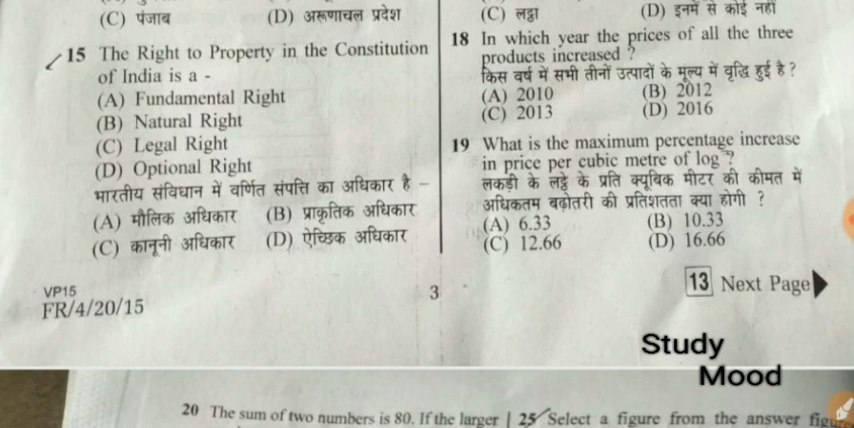 (C) पंजाब (D) अरूणाचल प्रदेश
15 The Right to Property in the Constitution
of India is a -
(A) Fundamental Right
(B) Natural Right
(C) Legal Right
(D) Optional Right
भारतीय संविधान में वर्णित संपत्ति का अधिकार है –
(A) मौलिक अधिकार (B) प्राकृतिक अधिकार
(C) कानूनी अधिकार (D) ऐच्छिक अधिकार
VP15
FR/4/20/15
3
(C) लट्ठा (D) इनमें से कोई नहीं
18 In which year the prices of all the three
products increased ?
किस वर्ष में सभी तीनों उत्पादों के मूल्य में वृद्धि हुई है ?
(A) 2010 (B) 2012
(C) 2013 (D) 2016
19 What is the maximum percentage increase
in price per cubic metre of log ?
लकड़ी के लट्ठे के प्रति क्यूबिक मीटर की कीमत में
अधिकतम बढ़ोतरी की प्रतिशतता क्या होगी ?
(A) 6.33 (B) 10.33
(C) 12.66 (D) 16.66
13 Next Page
Study
Mood
20 The sum of two numbers is 80. If the larger
25 Select a figure from the answer